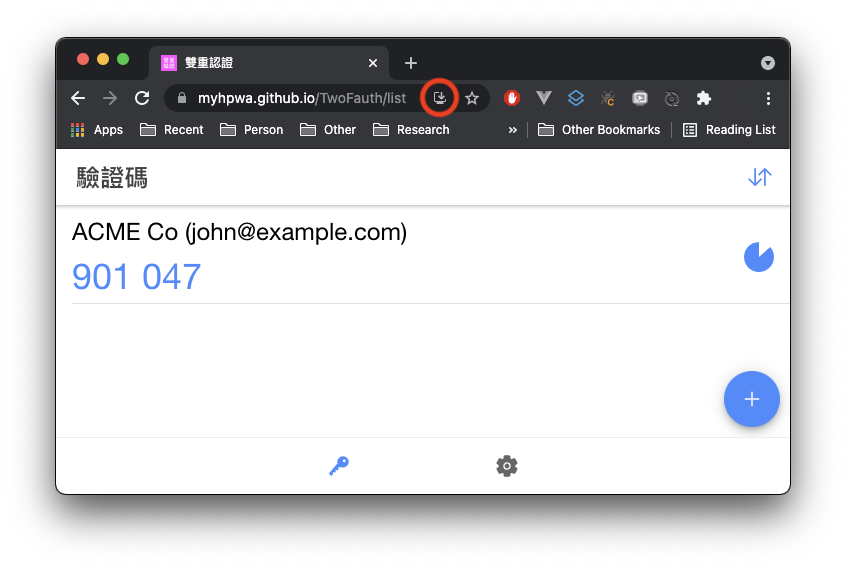 雙重認證
myhpwa.github.io/TwoFauth/list
Apps Recent Person Other Research » Other Bookmarks Reading List
驗證碼
ACME Co (john@example.com)
901 047